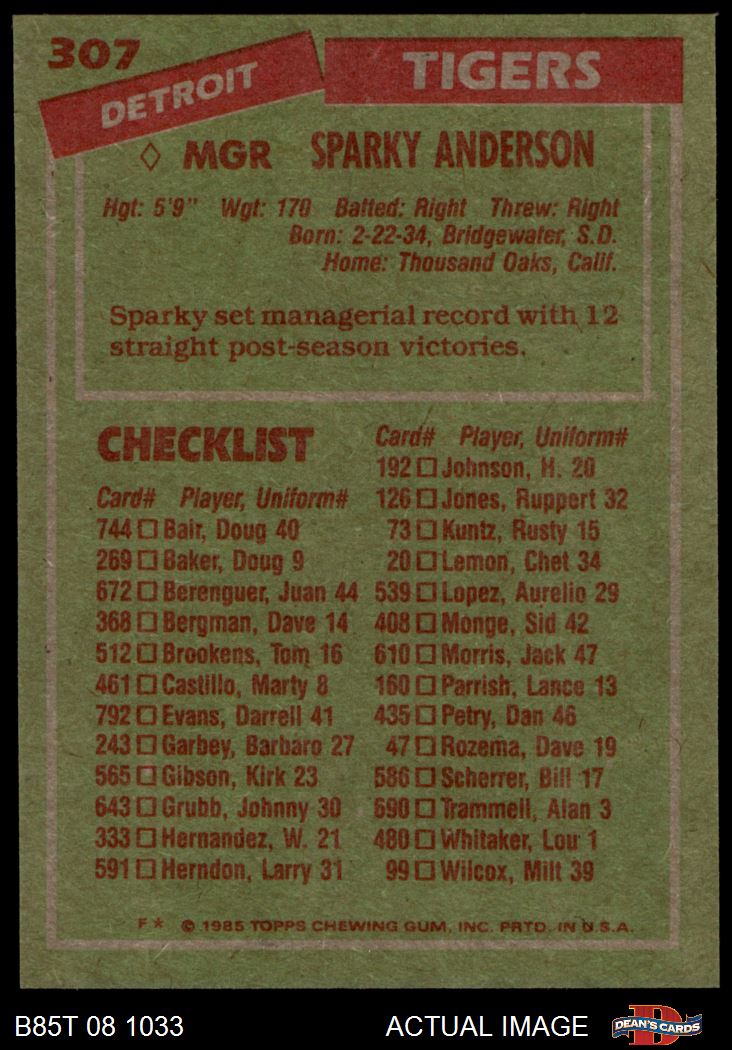 307
DETROIT TIGERS
◊ MGR SPARKY ANDERSON
Hgt: 5'9" Wgt: 170 Batted: Right Threw: Right
Born: 2-22-34, Bridgewater, S.D.
Home: Thousand Oaks, Calif.
Sparky set managerial record with 12
straight post-season victories.
CHECKLIST
Card# Player, Uniform#
744 □ Bair, Doug 40
269 □ Baker, Doug 9
672 □ Berenguer, Juan 44
368 □ Bergman, Dave 14
512 □ Brookens, Tom 16
461 □ Castillo, Marty 8
792 □ Evans, Darrell 41
243 □ Garbey, Barbaro 27
565 □ Gibson, Kirk 23
643 □ Grubb, Johnny 30
333 □ Hernandez, W. 21
591 □ Herndon, Larry 31
Card# Player, Uniform#
192 □ Johnson, H. 20
126 □ Jones, Ruppert 32
73 □ Kuntz, Rusty 15
20 □ Lemon, Chet 34
539 □ Lopez, Aurelio 29
408 □ Monge, Sid 42
610 □ Morris, Jack 47
160 □ Parrish, Lance 13
435 □ Petry, Dan 46
47 □ Rozema, Dave 19
586 □ Scherrer, Bill 17
690 □ Trammell, Alan 3
480 □ Whitaker, Lou 1
99 □ Wilcox, Milt 39
F* © 1985 TOPPS CHEWING GUM, INC. PRTD. IN U.S.A.
B85T 08 1033
ACTUAL IMAGE
DEAN'S CARDS